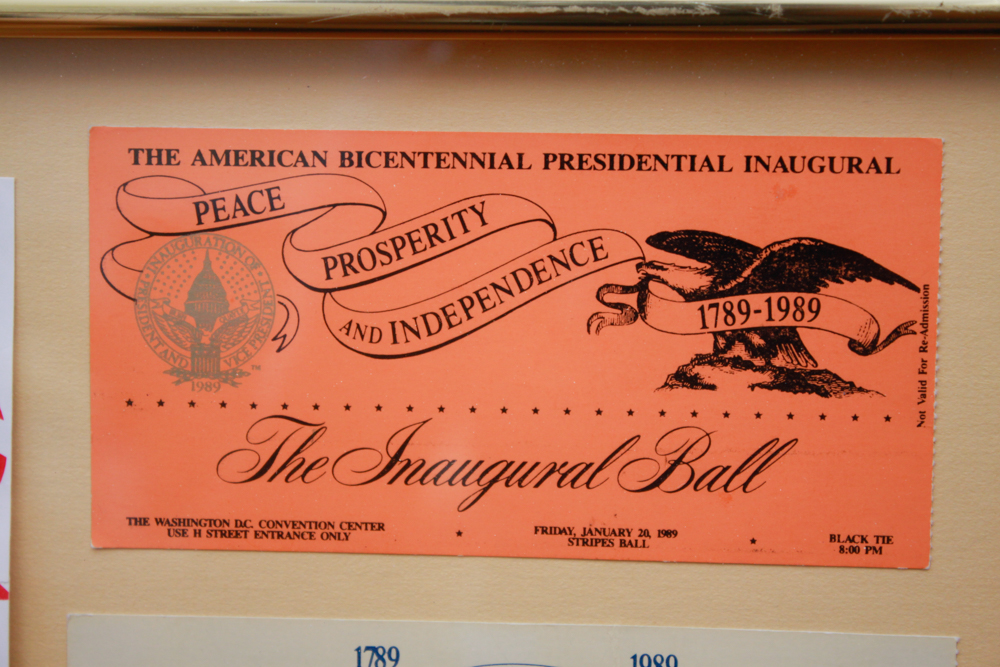 THE AMERICAN BICENTENNIAL PRESIDENTIAL INAUGURAL
PEACE
PROSPERITY
AND INDEPENDENCE
1789-1989
INAUGURATION OF PRESIDENT AND VICE PRESIDENT
TM
1989
Not Valid For Re-Admission
The Inaugural Ball
THE WASHINGTON D.C. CONVENTION CENTER
USE H STREET ENTRANCE ONLY
FRIDAY, JANUARY 20, 1989
STRIPES BALL
BLACK TIE
8:00 PM
1789
1989